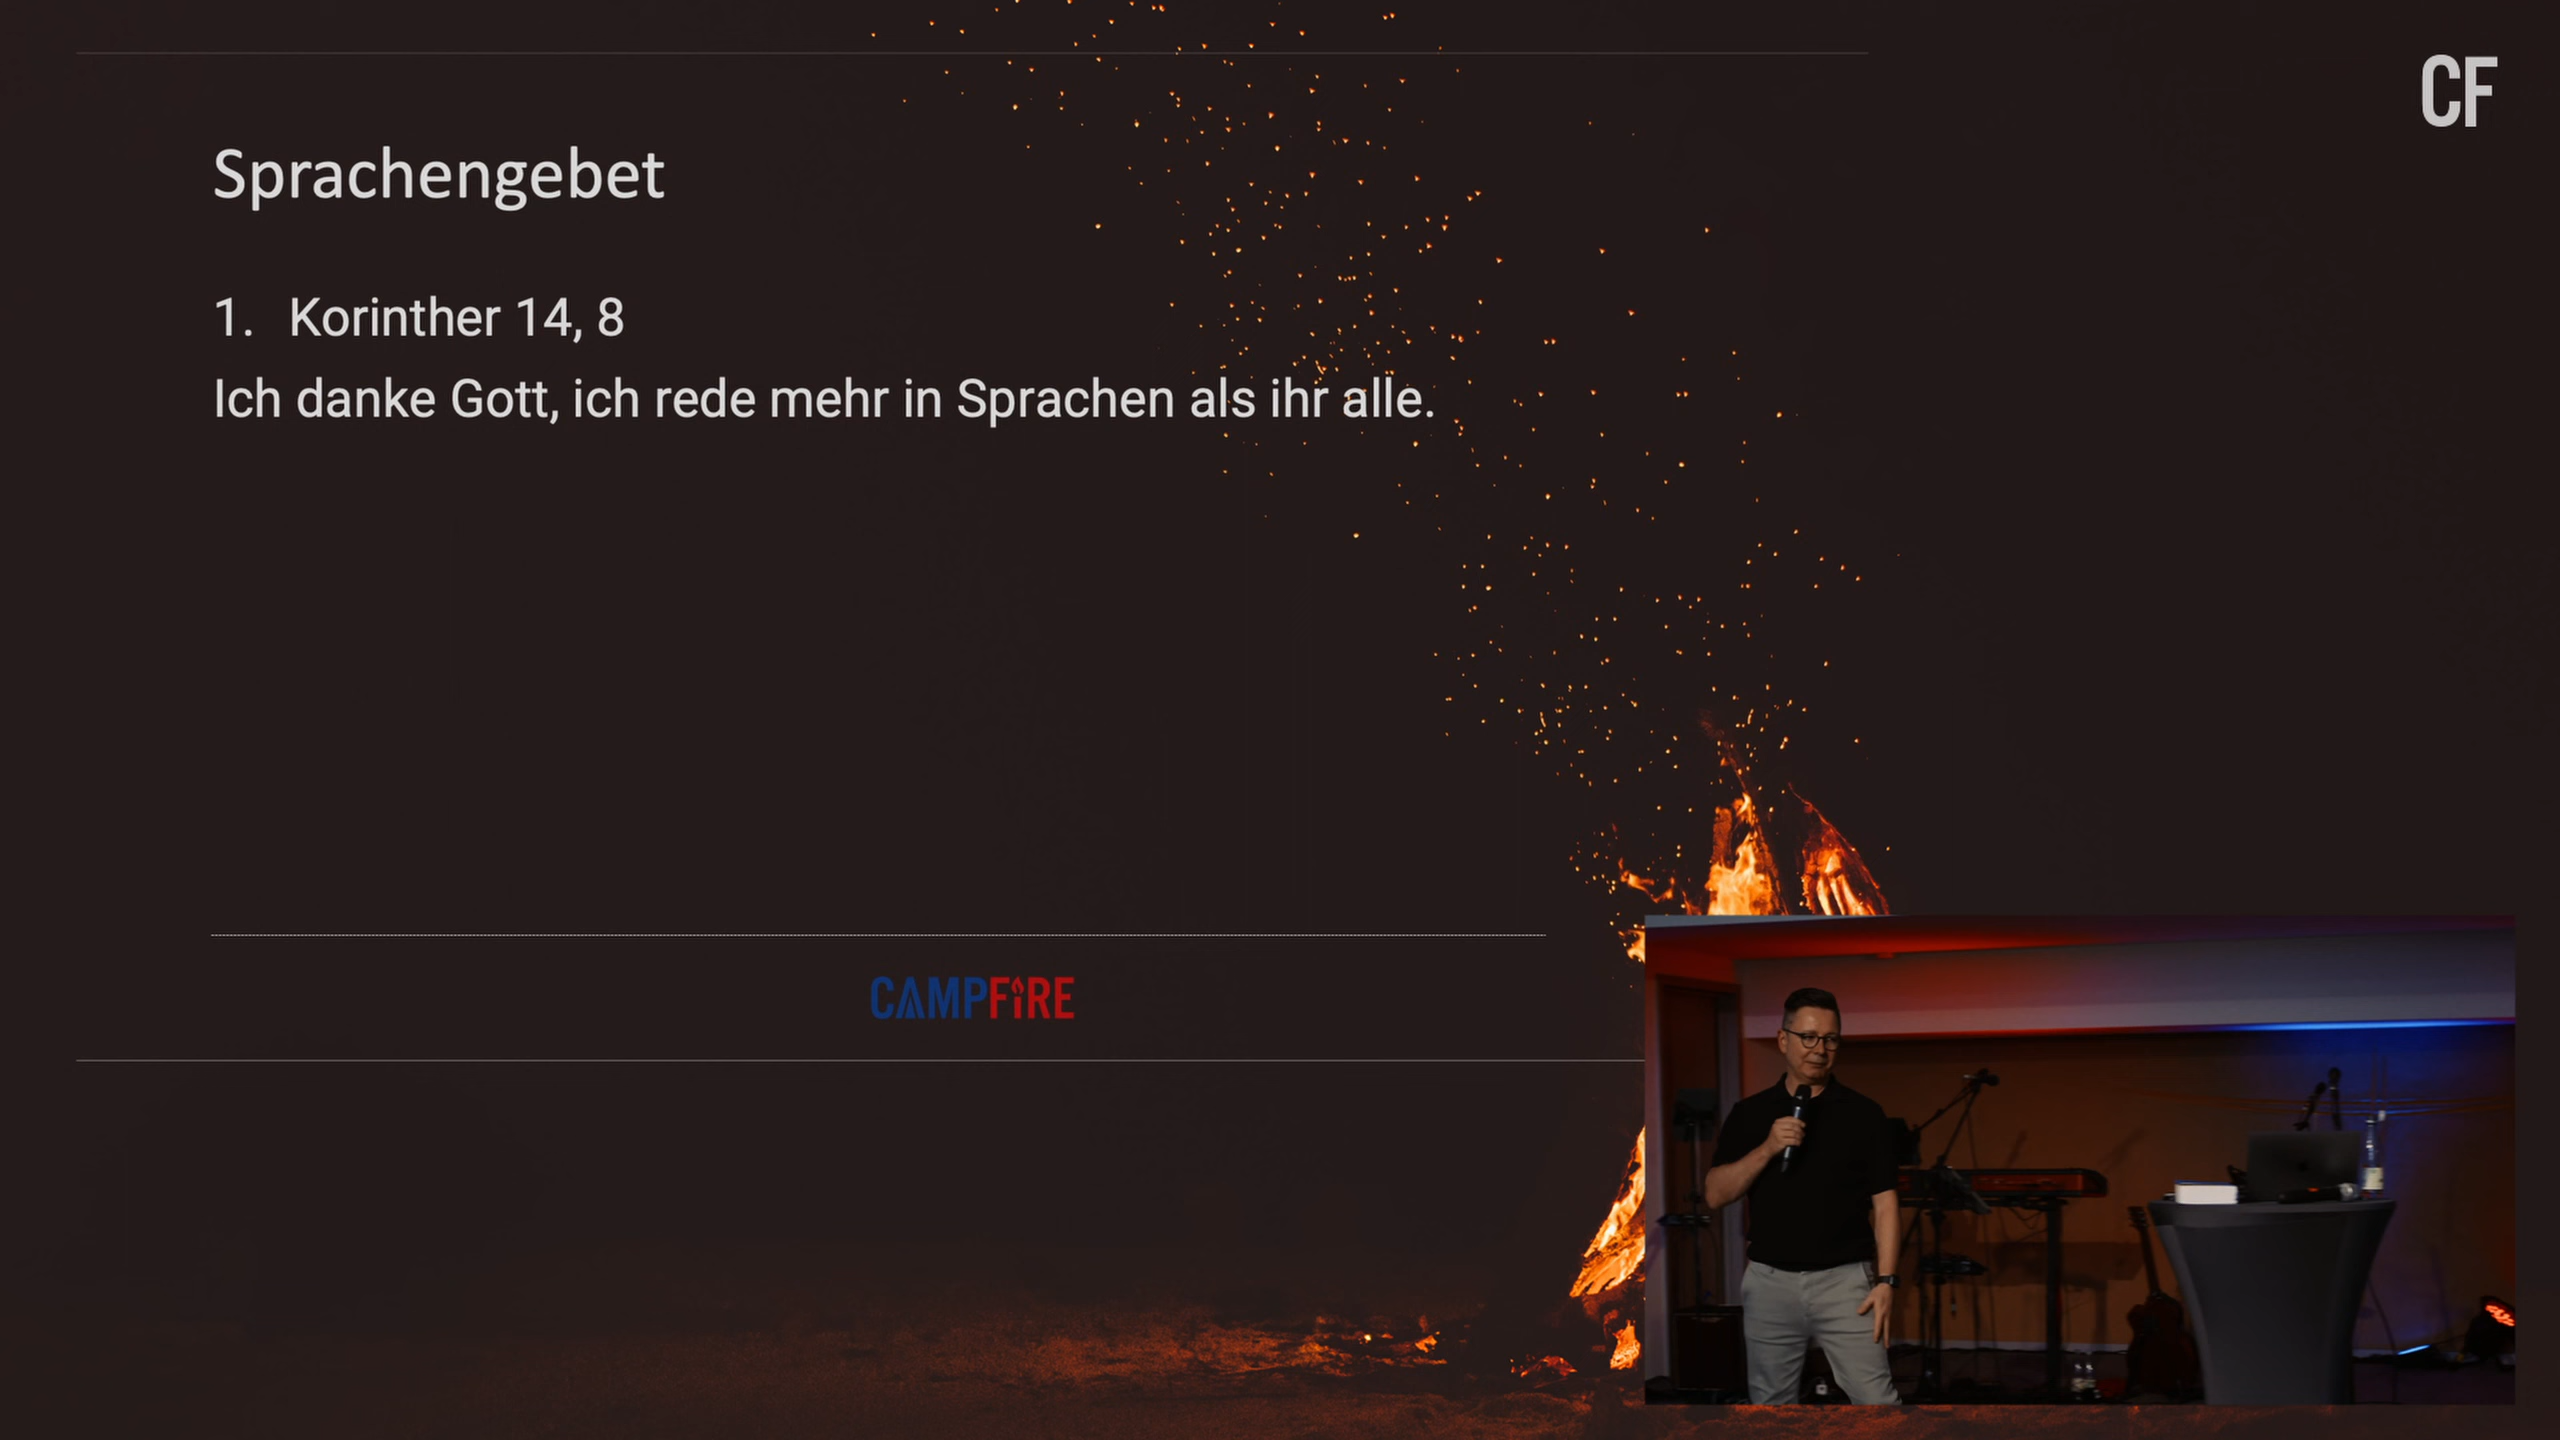 CF
Sprachengebet
1. Korinther 14, 8
Ich danke Gott, ich rede mehr in Sprachen als ihr alle.
CAMPFiRE